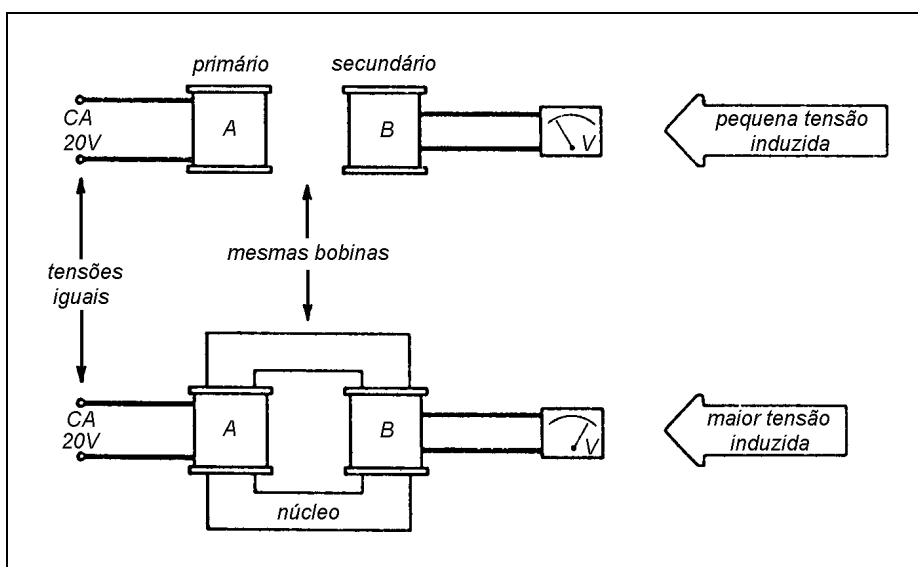 primário
secundário
CA
20V
A
B
V
pequena tensão
induzida
tensões
iguais
mesmas bobinas
CA
20V
A
B
V
maior tensão
induzida
núcleo